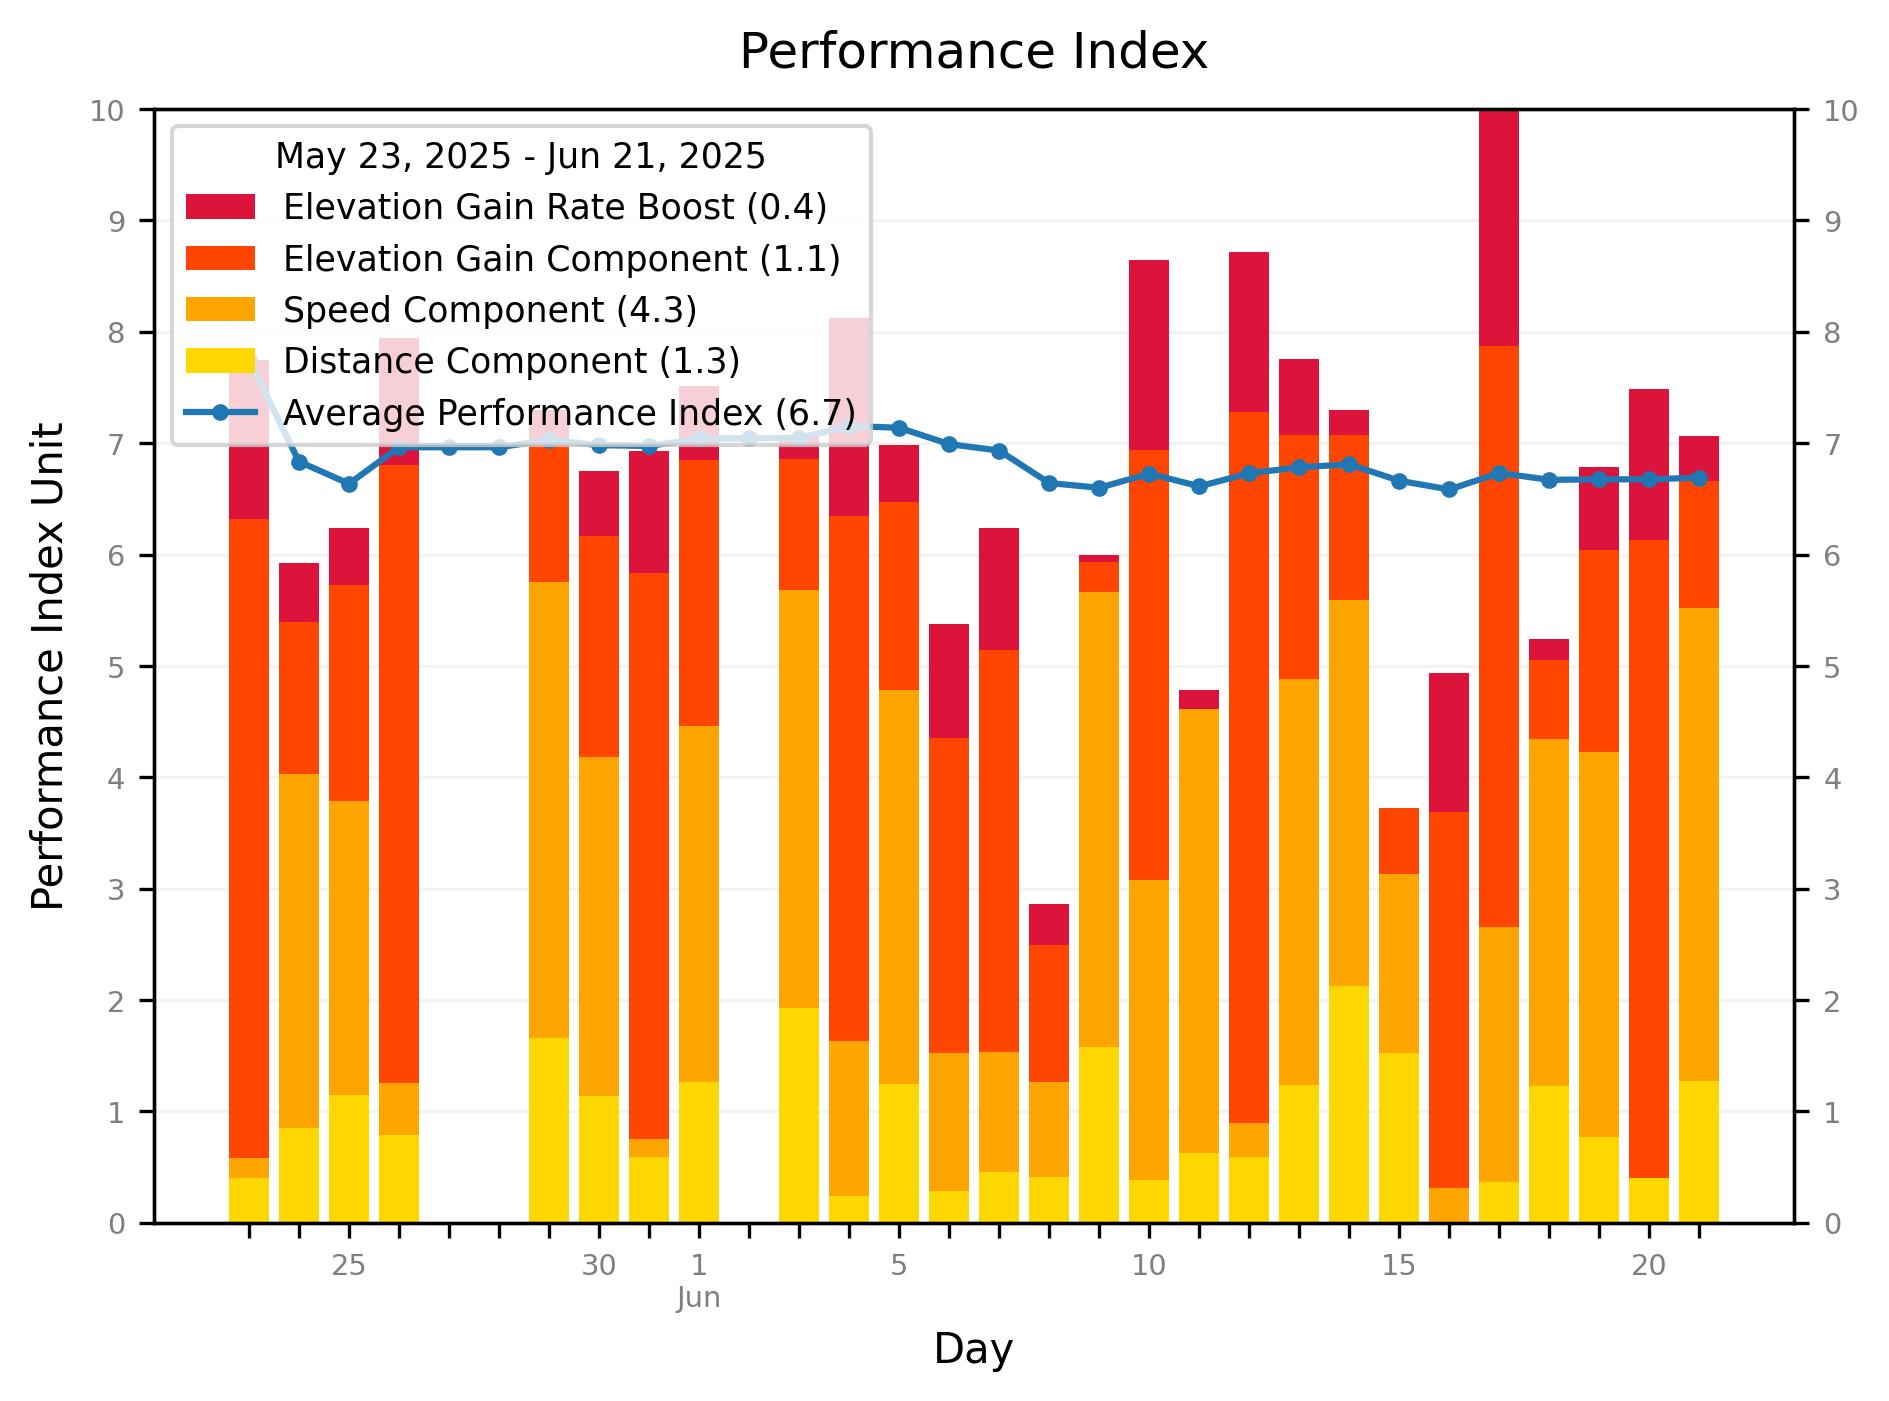 Performance Index
10
9
8
7
6
5
4
3
2
1
0
Performance Index Unit
May 23, 2025 - Jun 21, 2025
Elevation Gain Rate Boost (0.4)
Elevation Gain Component (1.1)
Speed Component (4.3)
Distance Component (1.3)
Average Performance Index (6.7)
10
9
8
7
6
5
4
3
2
1
0
25 30 1 5 10 15 20
Jun
Day